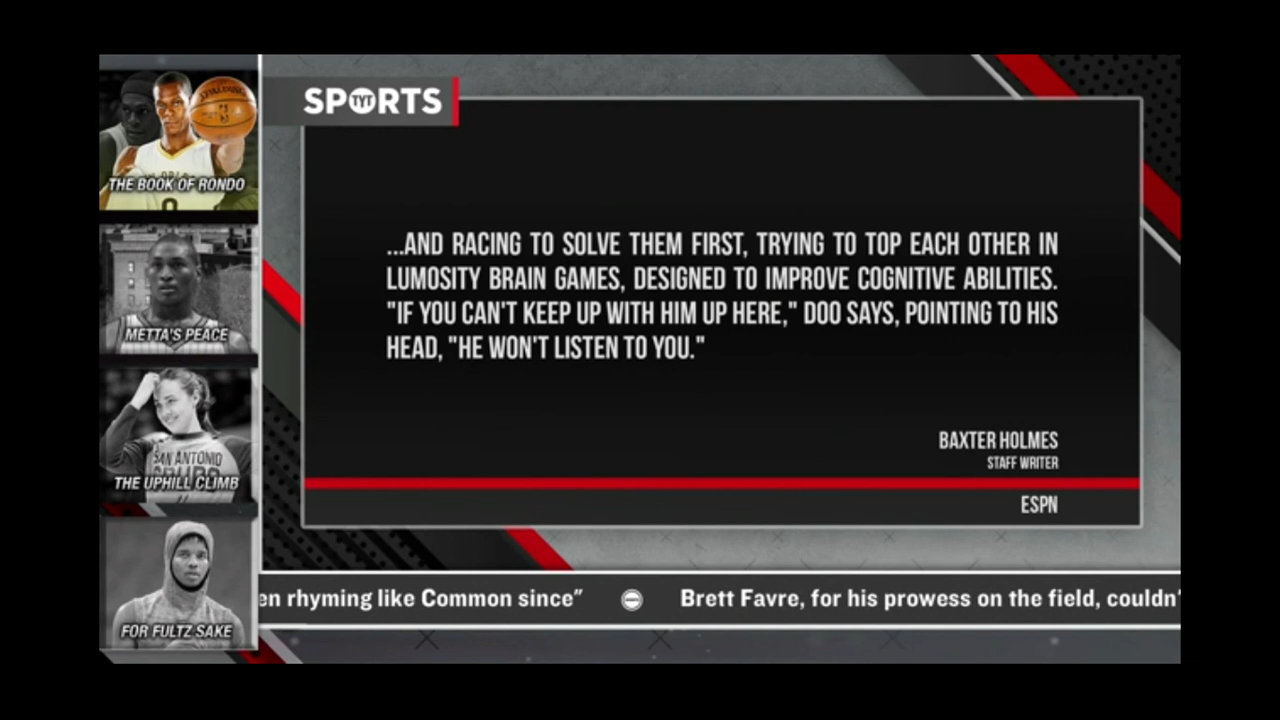 SPORTS
TYT
SPALDING
THE BOOK OF RONDO
METTA'S PEACE
SAN ANTONIO
SPURS
THE UPHILL CLIMB
FOR FULTZ SAKE
...AND RACING TO SOLVE THEM FIRST, TRYING TO TOP EACH OTHER IN
LUMOSITY BRAIN GAMES, DESIGNED TO IMPROVE COGNITIVE ABILITIES.
"IF YOU CAN'T KEEP UP WITH HIM UP HERE," DOO SAYS, POINTING TO HIS
HEAD, "HE WON'T LISTEN TO YOU."
BAXTER HOLMES
STAFF WRITER
ESPN
en rhyming like Common since" Brett Favre, for his prowess on the field, couldn'